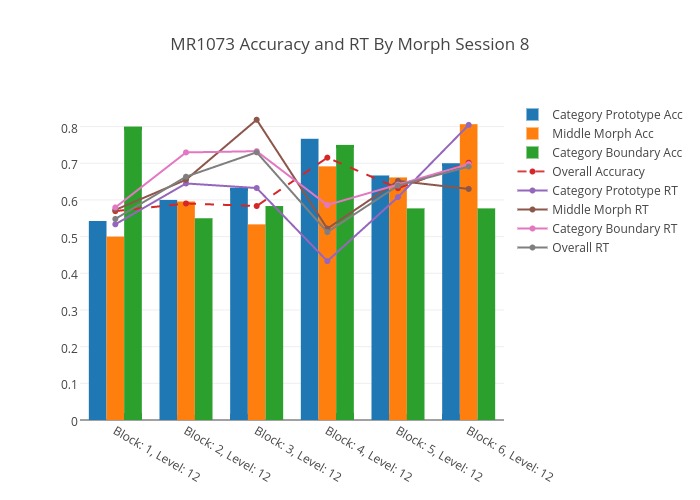 MR1073 Accuracy and RT By Morph Session 8
Category Prototype Acc
Middle Morph Acc
Category Boundary Acc
Overall Accuracy
Category Prototype RT
Middle Morph RT
Category Boundary RT
Overall RT
0.8
0.7
0.6
0.5
0.4
0.3
0.2
0.1
0
Block: 1, Level: 12
Block: 2, Level: 12
Block: 3, Level: 12
Block: 4, Level: 12
Block: 5, Level: 12
Block: 6, Level: 12